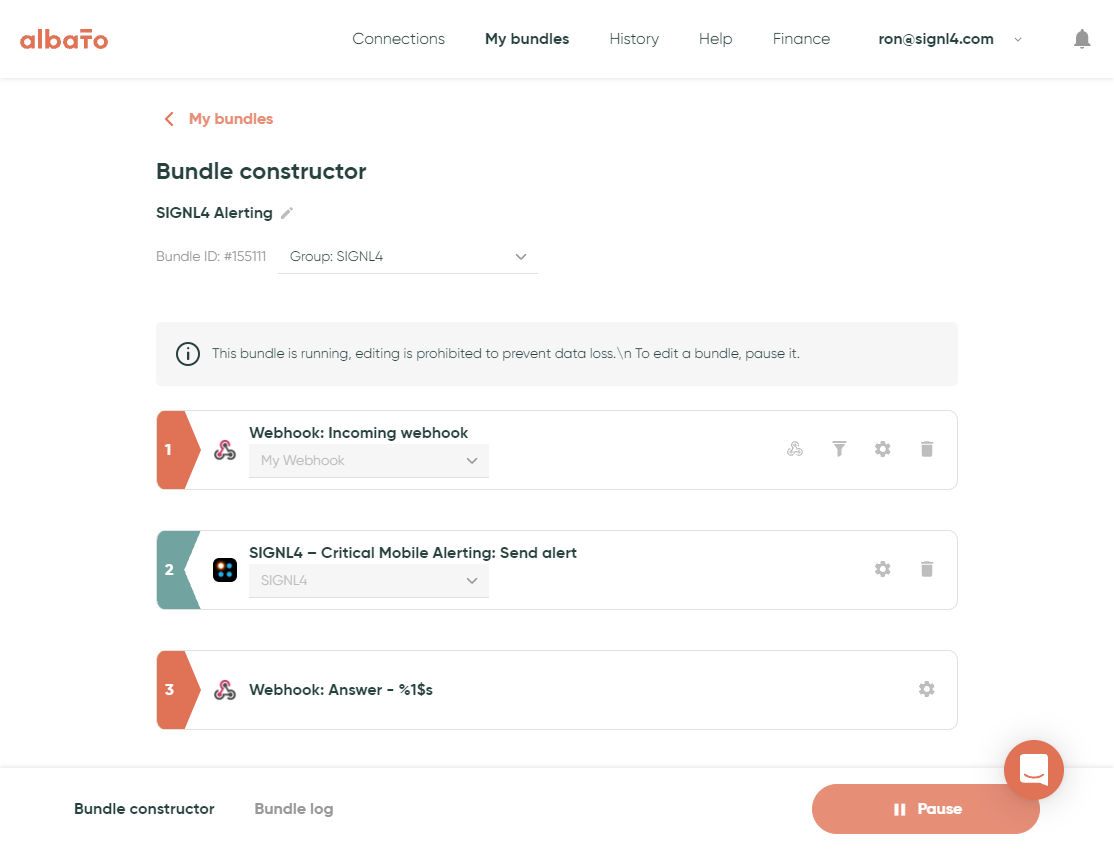 albato
Connections My bundles History Help Finance ron@signl4.com
My bundles
Bundle constructor
SIGNL4 Alerting
Bundle ID: #155111 Group: SIGNL4
This bundle is running, editing is prohibited to prevent data loss.\n To edit a bundle, pause it.
1
Webhook: Incoming webhook
My Webhook
2
SIGNL4 – Critical Mobile Alerting: Send alert
SIGNL4
3
Webhook: Answer - %1$s
Bundle constructor Bundle log Pause